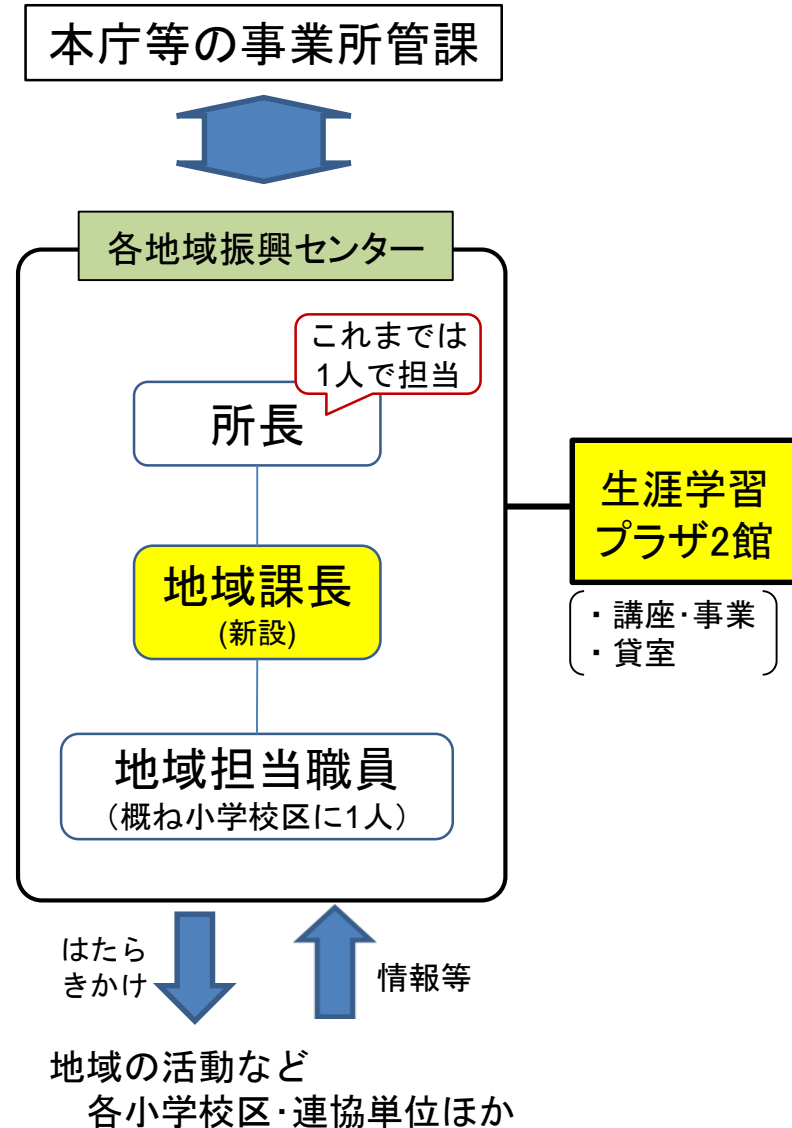 本庁等の事業所管課
各地域振興センター
これまでは
1人で担当
所長
地域課長
(新設)
地域担当職員
（概ね小学校区に1人）
生涯学習
プラザ2館
・講座・事業
・貸室
はたら
きかけ
情報等
地域の活動など
各小学校区・連協単位ほか